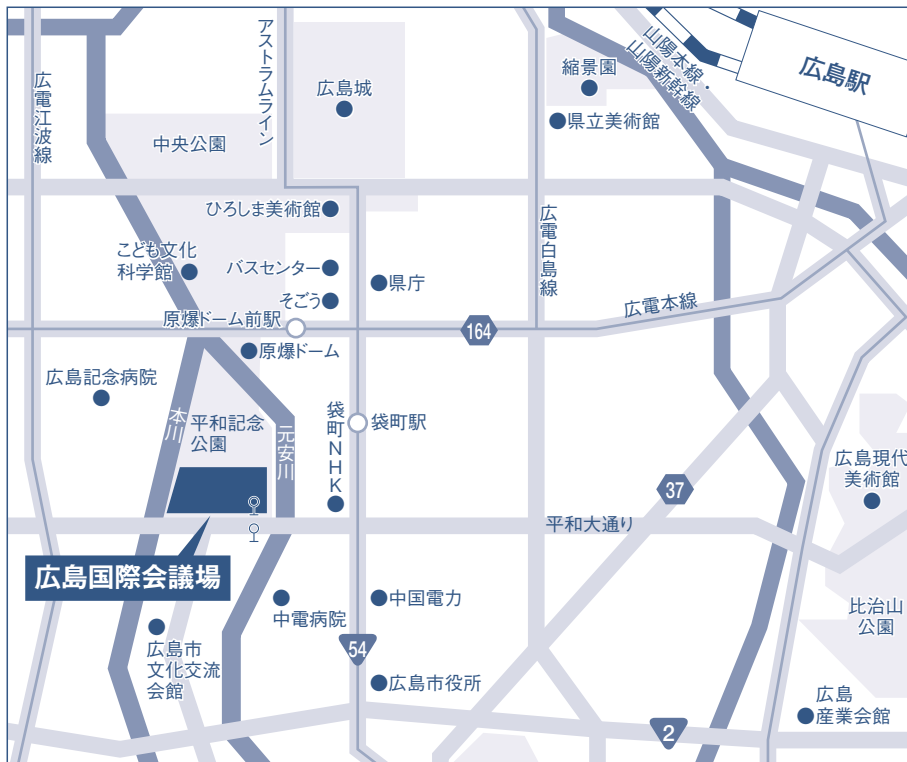 広電江波線
アストラムライン
広島城
中央公園
縮景園
県立美術館
山陽本線・
山陽新幹線
広島駅
ひろしま美術館
こども文化
科学館
バスセンター
県庁
そごう
広電白島線
原爆ドーム前駅
164
広電本線
原爆ドーム
広島記念病院
本川
平和記念
公園
元安川
袋町NHK
袋町駅
37
広島現代
美術館
平和大通り
広島国際会議場
中電病院
中国電力
比治山
公園
広島市
文化交流
会館
54
広島市役所
広島
産業会館
2